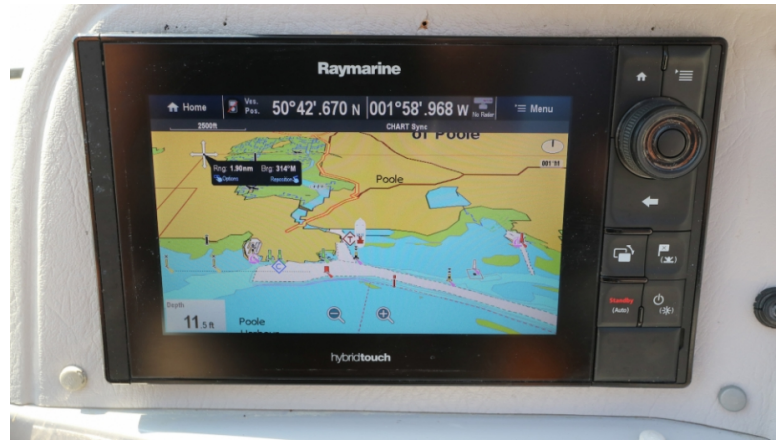 Raymarine
Home
Ves. Pos.
50°42'.670 N
001°58'.968 W
No Radar
Menu
2500ft
CHART Sync
of Poole
Rng: 1.90nm Brg: 314°M
Options
Reposition
Poole
Depth
11.5 ft
Poole
hybridtouch
Standby
(Auto)